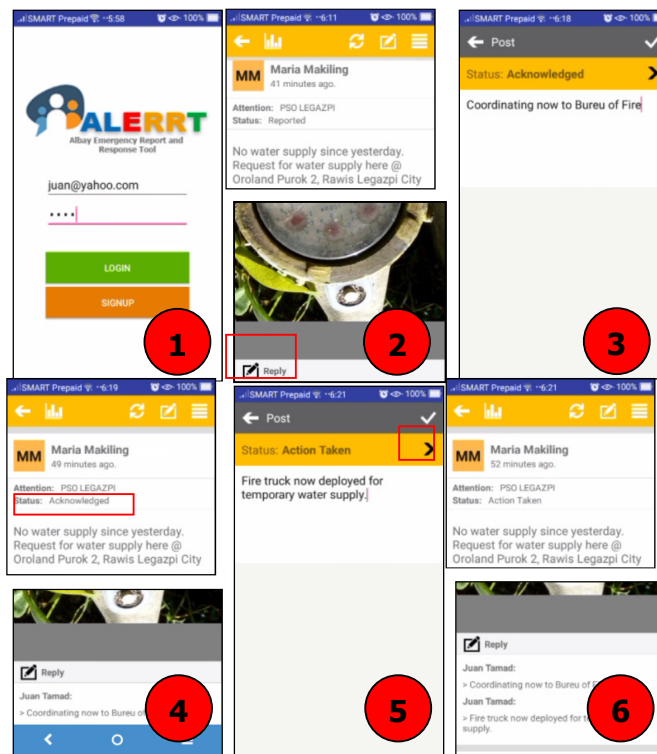 SMART Prepaid 5:58 100%
ALERRT
Albay Emergency Report and
Response Tool
juan@yahoo.com
LOGIN
SIGNUP
1
SMART Prepaid 6:11 100%
MM Maria Makiling
41 minutes ago.
Attention: PSO LEGAZPI
Status: Reported
No water supply since yesterday.
Request for water supply here @
Oroland Purok 2, Rawis Legazpi City
Reply
2
SMART Prepaid 6:18 100%
Post
Status: Acknowledged
Coordinating now to Bureu of Fire
3
SMART Prepaid 6:19 100%
MM Maria Makiling
49 minutes ago.
Attention: PSO LEGAZPI
Status: Acknowledged
No water supply since yesterday.
Request for water supply here @
Oroland Purok 2, Rawis Legazpi City
Reply
Juan Tamad:
> Coordinating now to Bureu of
4
SMART Prepaid 6:21 100%
Post
Status: Action Taken
Fire truck now deployed for
temporary water supply.
5
SMART Prepaid 6:21 100%
MM Maria Makiling
52 minutes ago.
Attention: PSO LEGAZPI
Status: Action Taken
No water supply since yesterday.
Request for water supply here @
Oroland Purok 2, Rawis Legazpi City
Reply
Juan Tamad:
> Coordinating now to Bureu of
Juan Tamad:
> Fire truck now deployed for
supply.
6